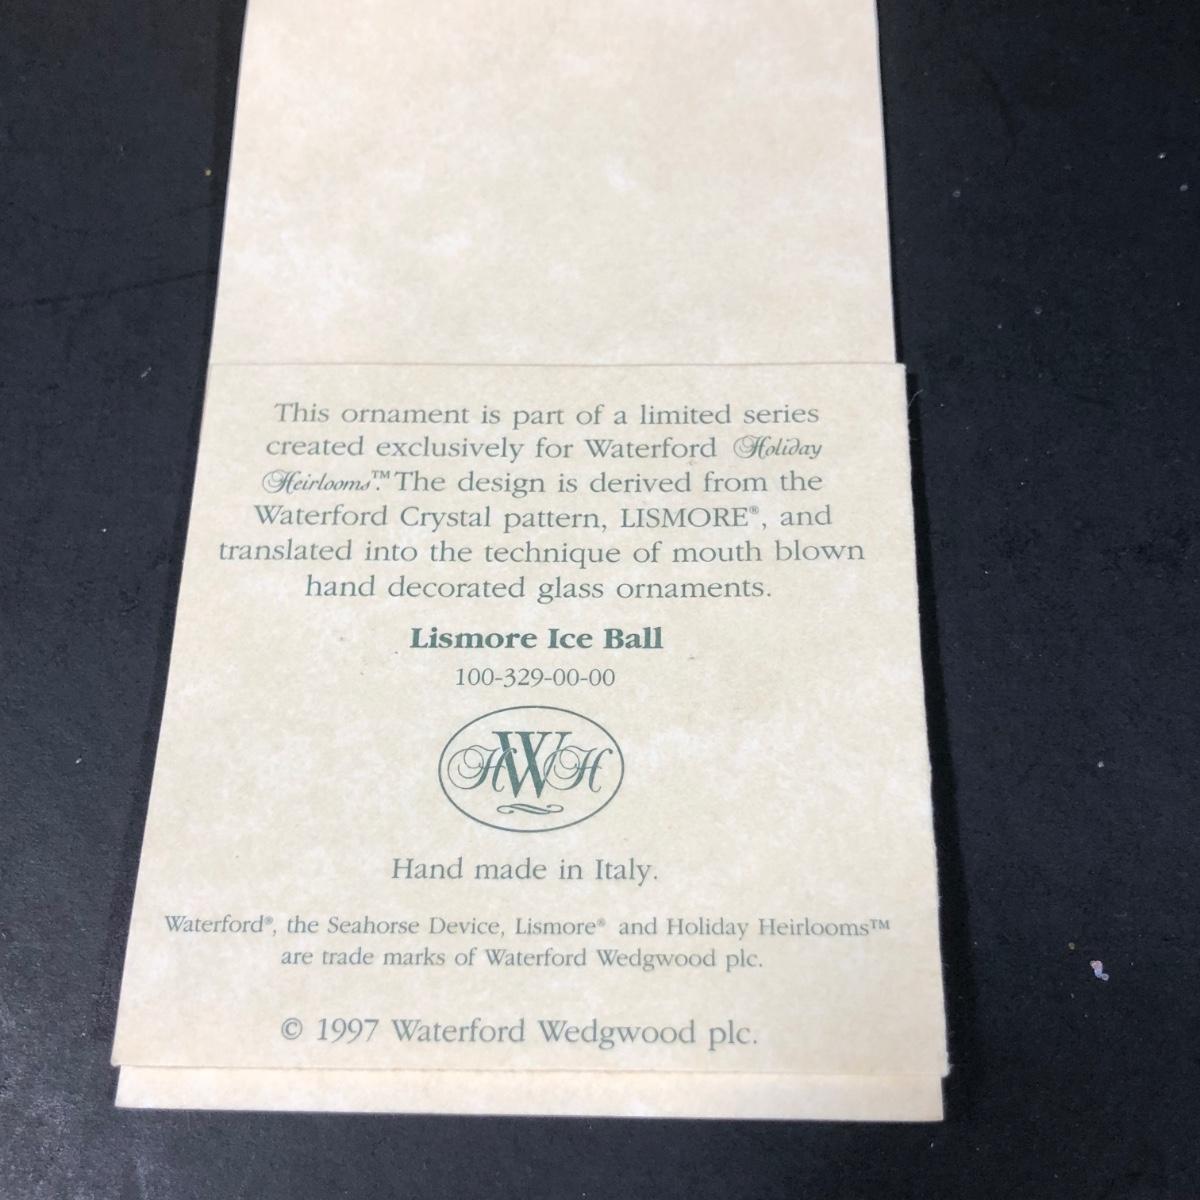 This ornament is part of a limited series
created exclusively for Waterford Holiday
Heirlooms™. The design is derived from the
Waterford Crystal pattern, LISMORE®, and
translated into the technique of mouth blown
hand decorated glass ornaments.
Lismore Ice Ball
100-329-00-00
HWH
Hand made in Italy.
Waterford®, the Seahorse Device, Lismore® and Holiday Heirlooms™
are trade marks of Waterford Wedgwood plc.
© 1997 Waterford Wedgwood plc.